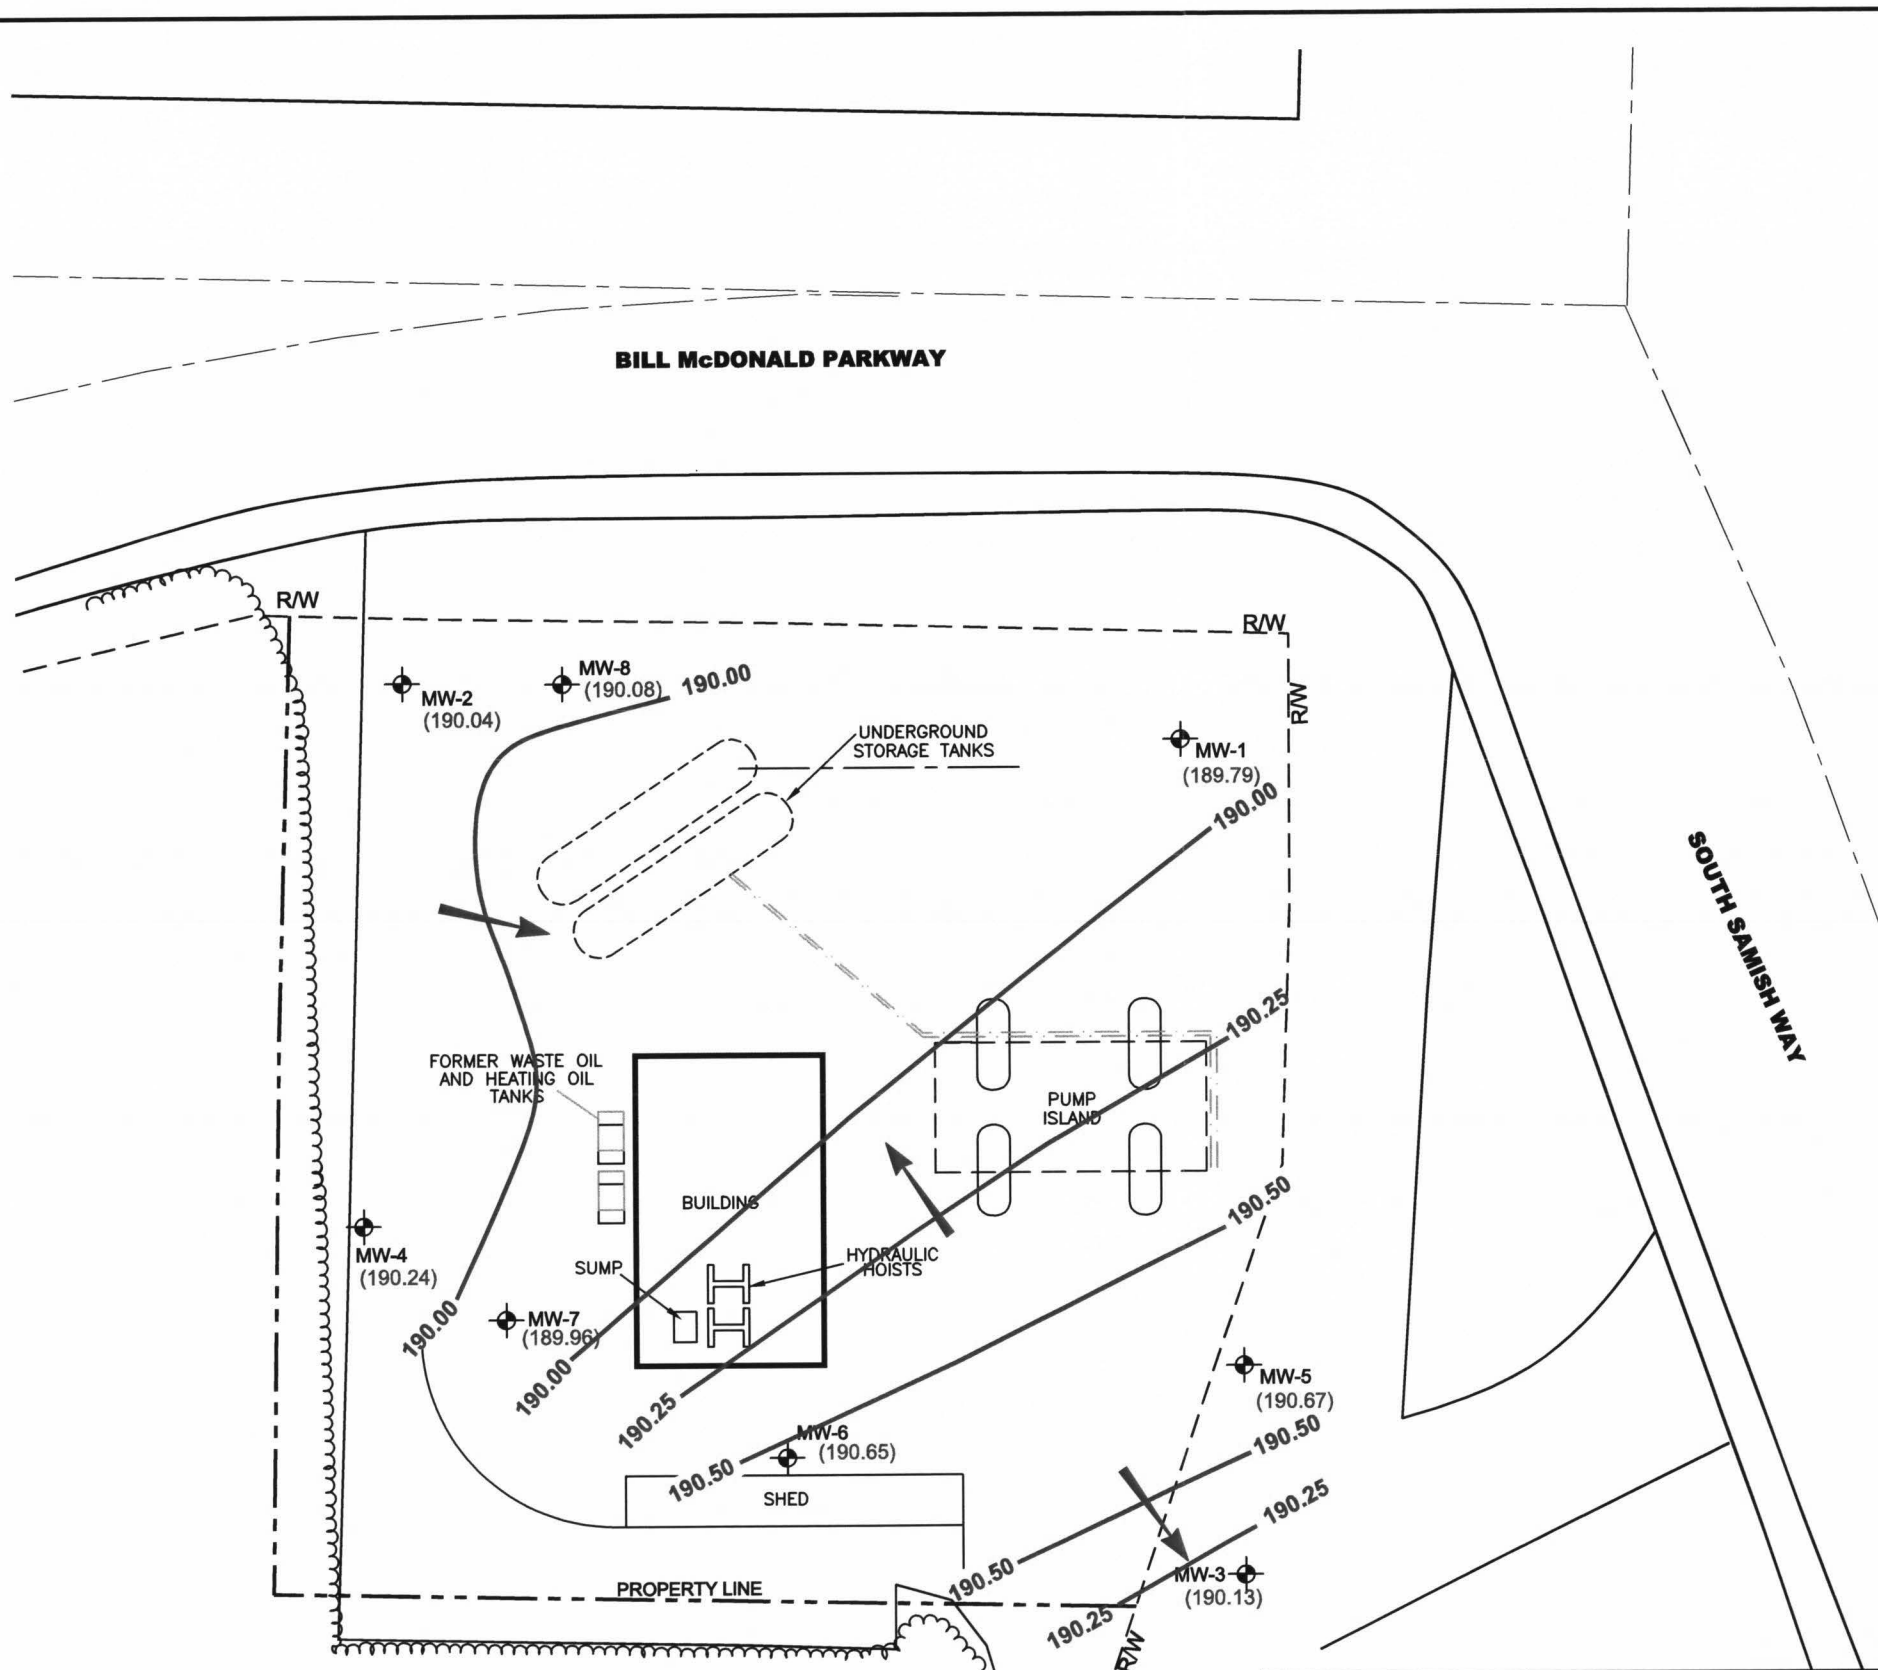 BILL McDONALD PARKWAY
SOUTH SAMISH WAY
R/W
R/W
R/W
MW-8
(190.08)
190.00
MW-2
(190.04)
UNDERGROUND
STORAGE TANKS
MW-1
(189.79)
190.00
190.25
FORMER WASTE OIL
AND HEATING OIL
TANKS
PUMP
ISLAND
BUILDING
190.50
MW-4
(190.24)
SUMP
HYDRAULIC
HOISTS
190.00
MW-7
(189.96)
190.00
190.25
MW-5
(190.67)
MW-6
(190.65)
190.50
190.50
SHED
190.25
190.50
PROPERTY LINE
MW-3
(190.13)
190.25
R/W